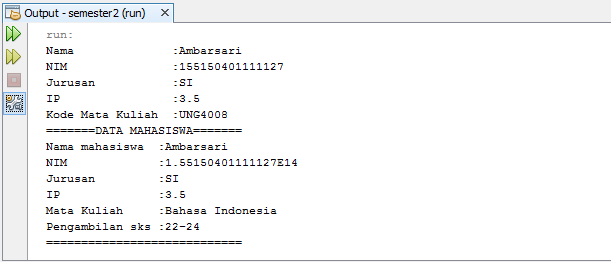 Output - semester2 (run)
run:
Nama :Ambarsari
NIM :155150401111127
Jurusan :SI
IP :3.5
Kode Mata Kuliah :UNG4008
=======DATA MAHASISWA=======
Nama mahasiswa :Ambarsari
NIM :1.55150401111127E14
Jurusan :SI
IP :3.5
Mata Kuliah :Bahasa Indonesia
Pengambilan sks :22-24
============================